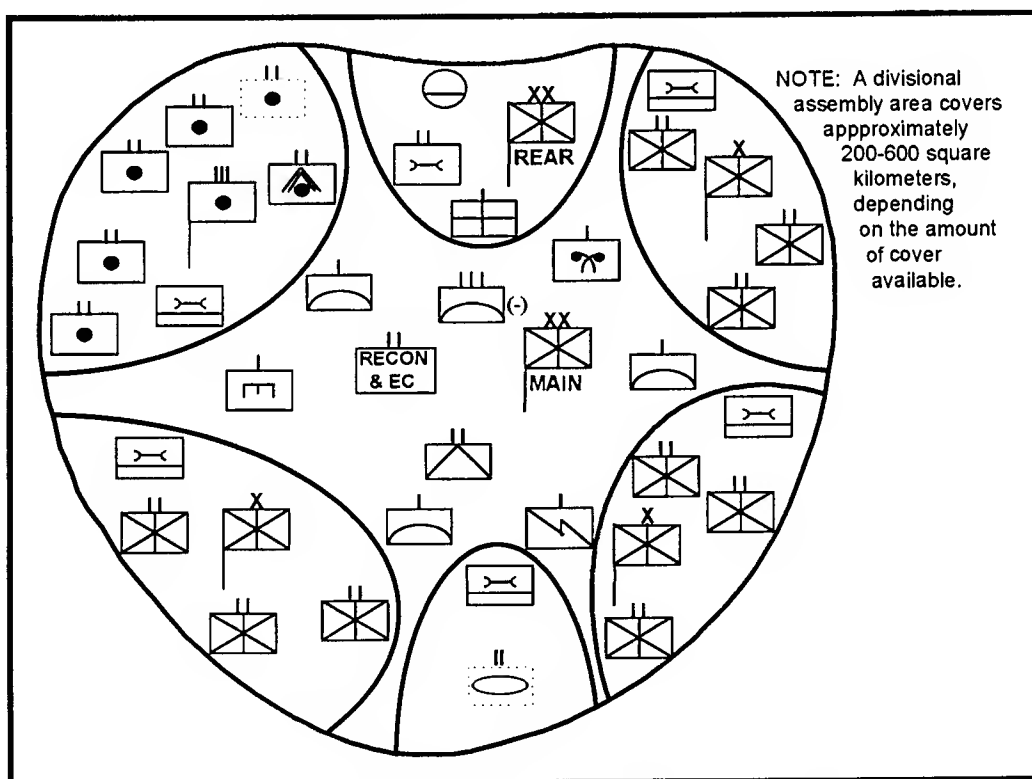 NOTE: A divisional
assembly area covers
appproximately
200-600 square
kilometers,
depending
on the amount
of cover
available.
XX
REAR
X
(-)
XX
MAIN
RECON
& EC
X
X